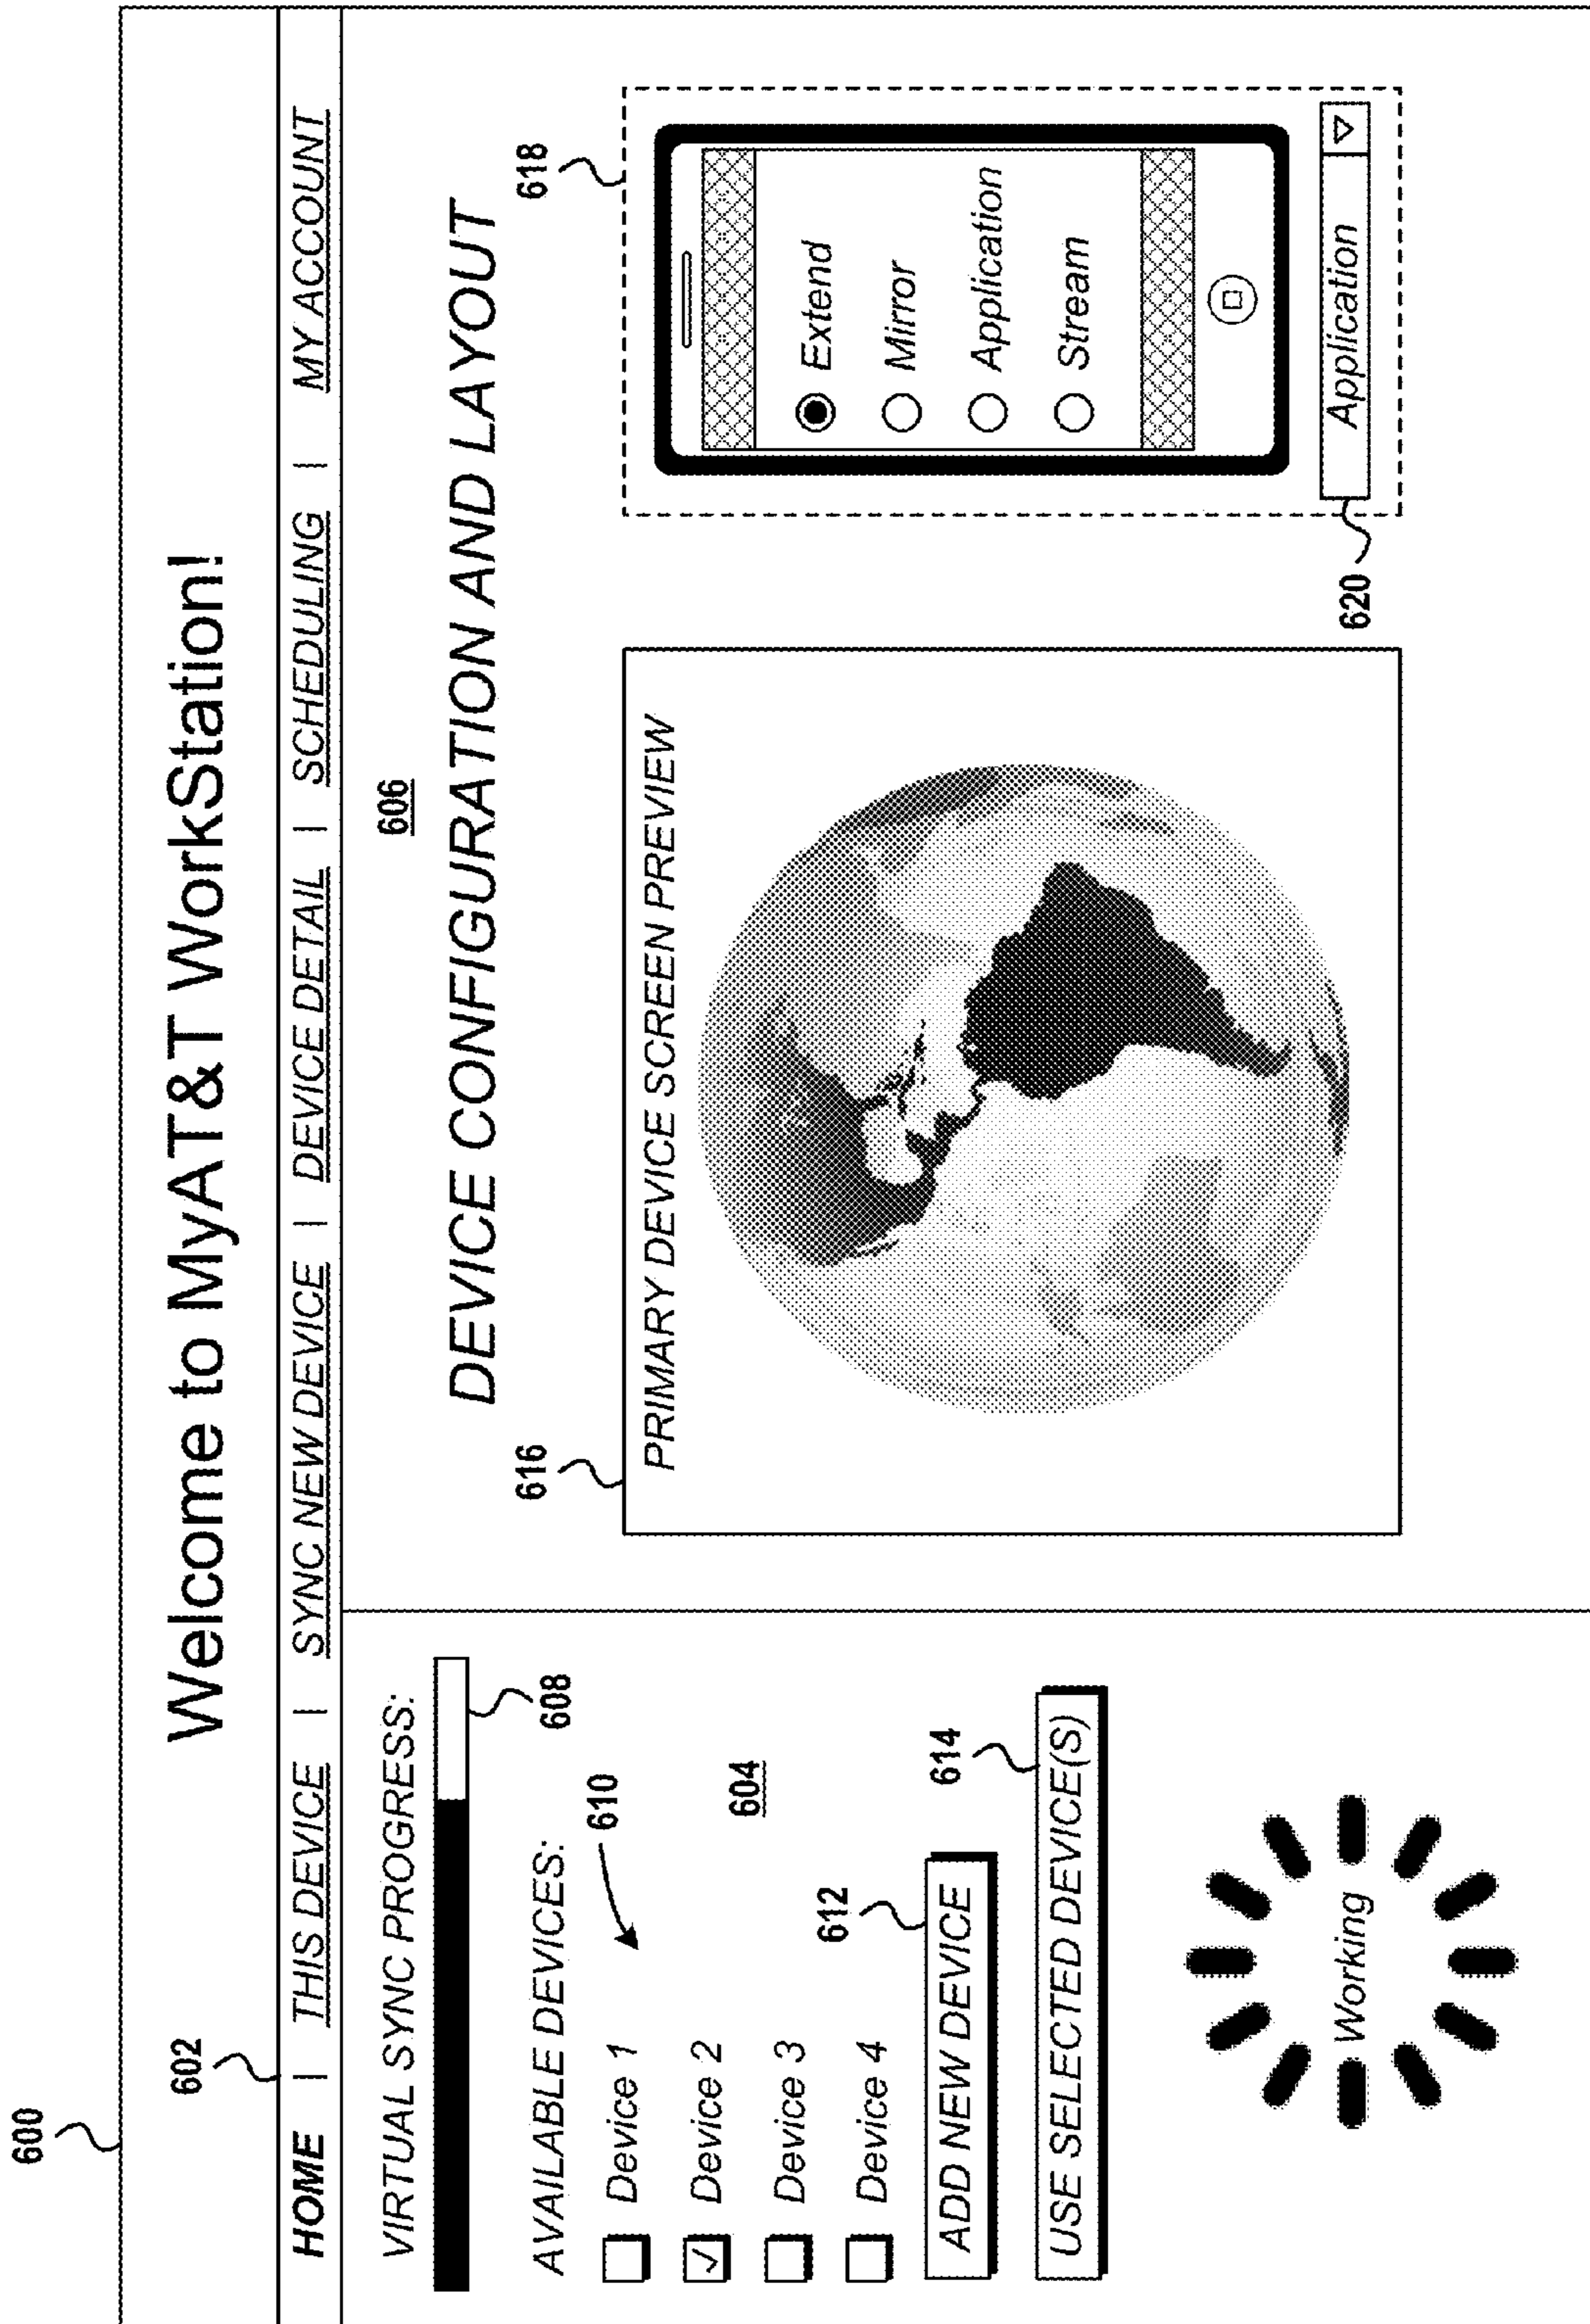 600
Welcome to MyAT&T WorkStation!
602
HOME | THIS DEVICE | SYNC NEW DEVICE | DEVICE DETAIL | SCHEDULING | MY ACCOUNT
VIRTUAL SYNC PROGRESS:
608
AVAILABLE DEVICES:
610
Device 1
Device 2
Device 3
Device 4
604
612
ADD NEW DEVICE
614
USE SELECTED DEVICE(S)
Working
606
DEVICE CONFIGURATION AND LAYOUT
616
PRIMARY DEVICE SCREEN PREVIEW
618
Extend
Mirror
Application
Stream
620
Application